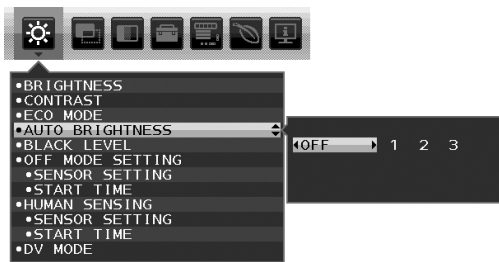 •BRIGHTNESS
•CONTRAST
•ECO MODE
•AUTO BRIGHTNESS
OFF 1 2 3
•BLACK LEVEL
•OFF MODE SETTING
•SENSOR SETTING
•START TIME
•HUMAN SENSING
•SENSOR SETTING
•START TIME
•DV MODE